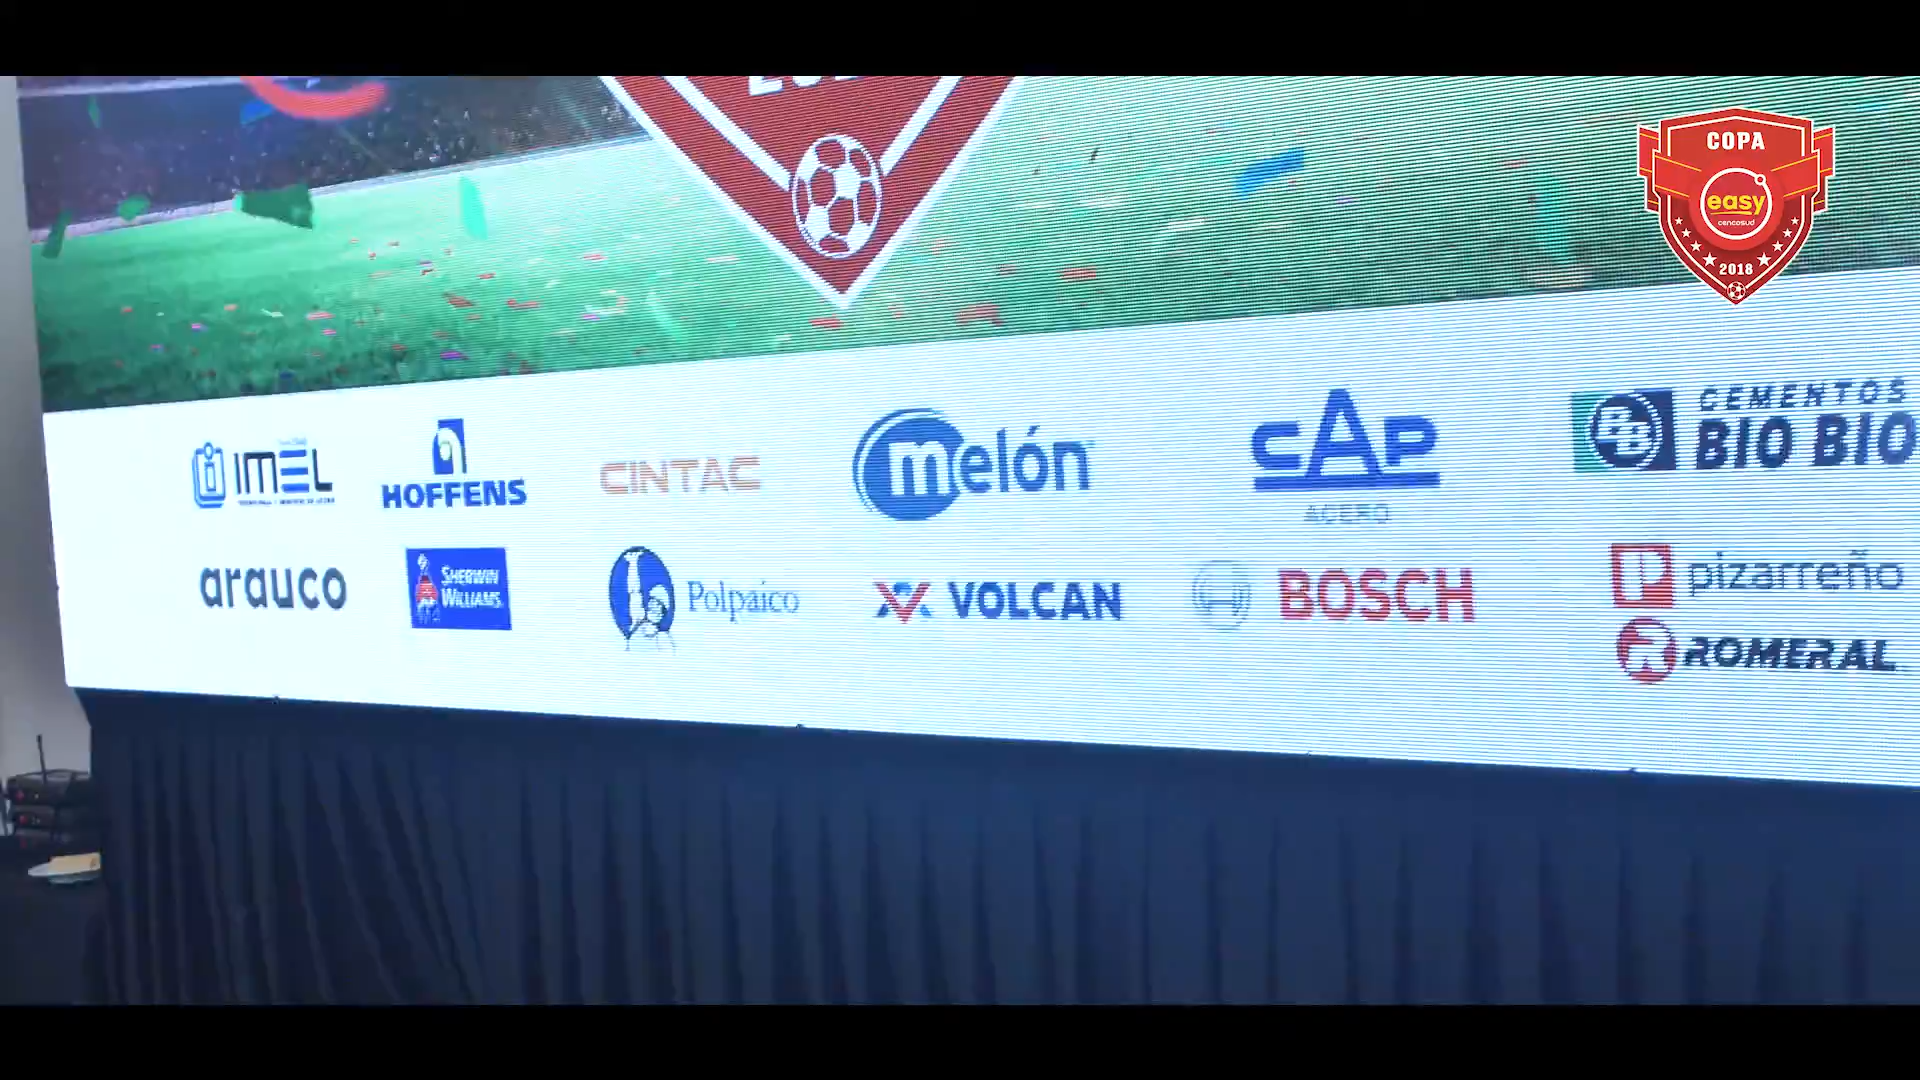 COPA
easy
cencosud
2018
IMEL
HOFFENS
CINTAC
melón
CAP
ACERO
CEMENTOS
BIO BIO
arauco
SHERWIN
WILLIAMS
Polpaico
VOLCAN
BOSCH
pizarreño
ROMERAL